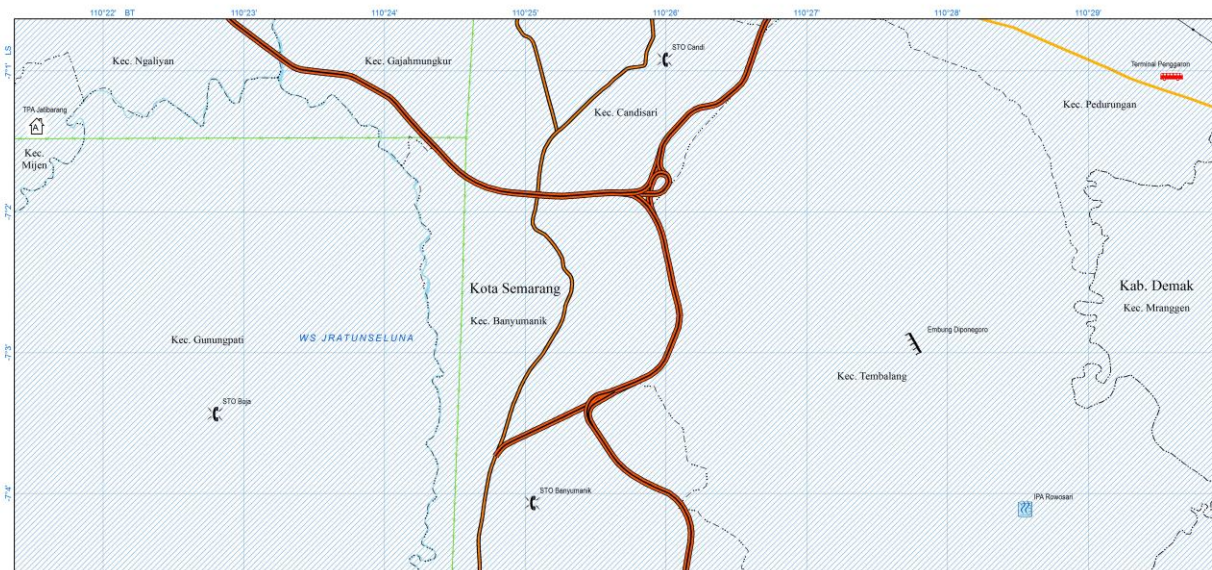 110°22' BT
110°23'
110°24'
110°25'
110°26'
110°27'
110°28'
110°29'
LS
-7°1'
-7°2'
-7°3'
-7°4'
Kec. Ngaliyan
Kec. Gajahmungkur
STO Candi
Terminal Penggaron
TPA Jatibarang
A
Kec. Candisari
Kec. Pedurungan
Kec.
Mijen
Kota Semarang
Kab. Demak
Kec. Mranggen
Kec. Banyumanik
Kec. Gunungpati
WS JRATUNSELUNA
Embung Diponegoro
Kec. Tembalang
STO Boja
STO Banyumanik
IPA Rowosari